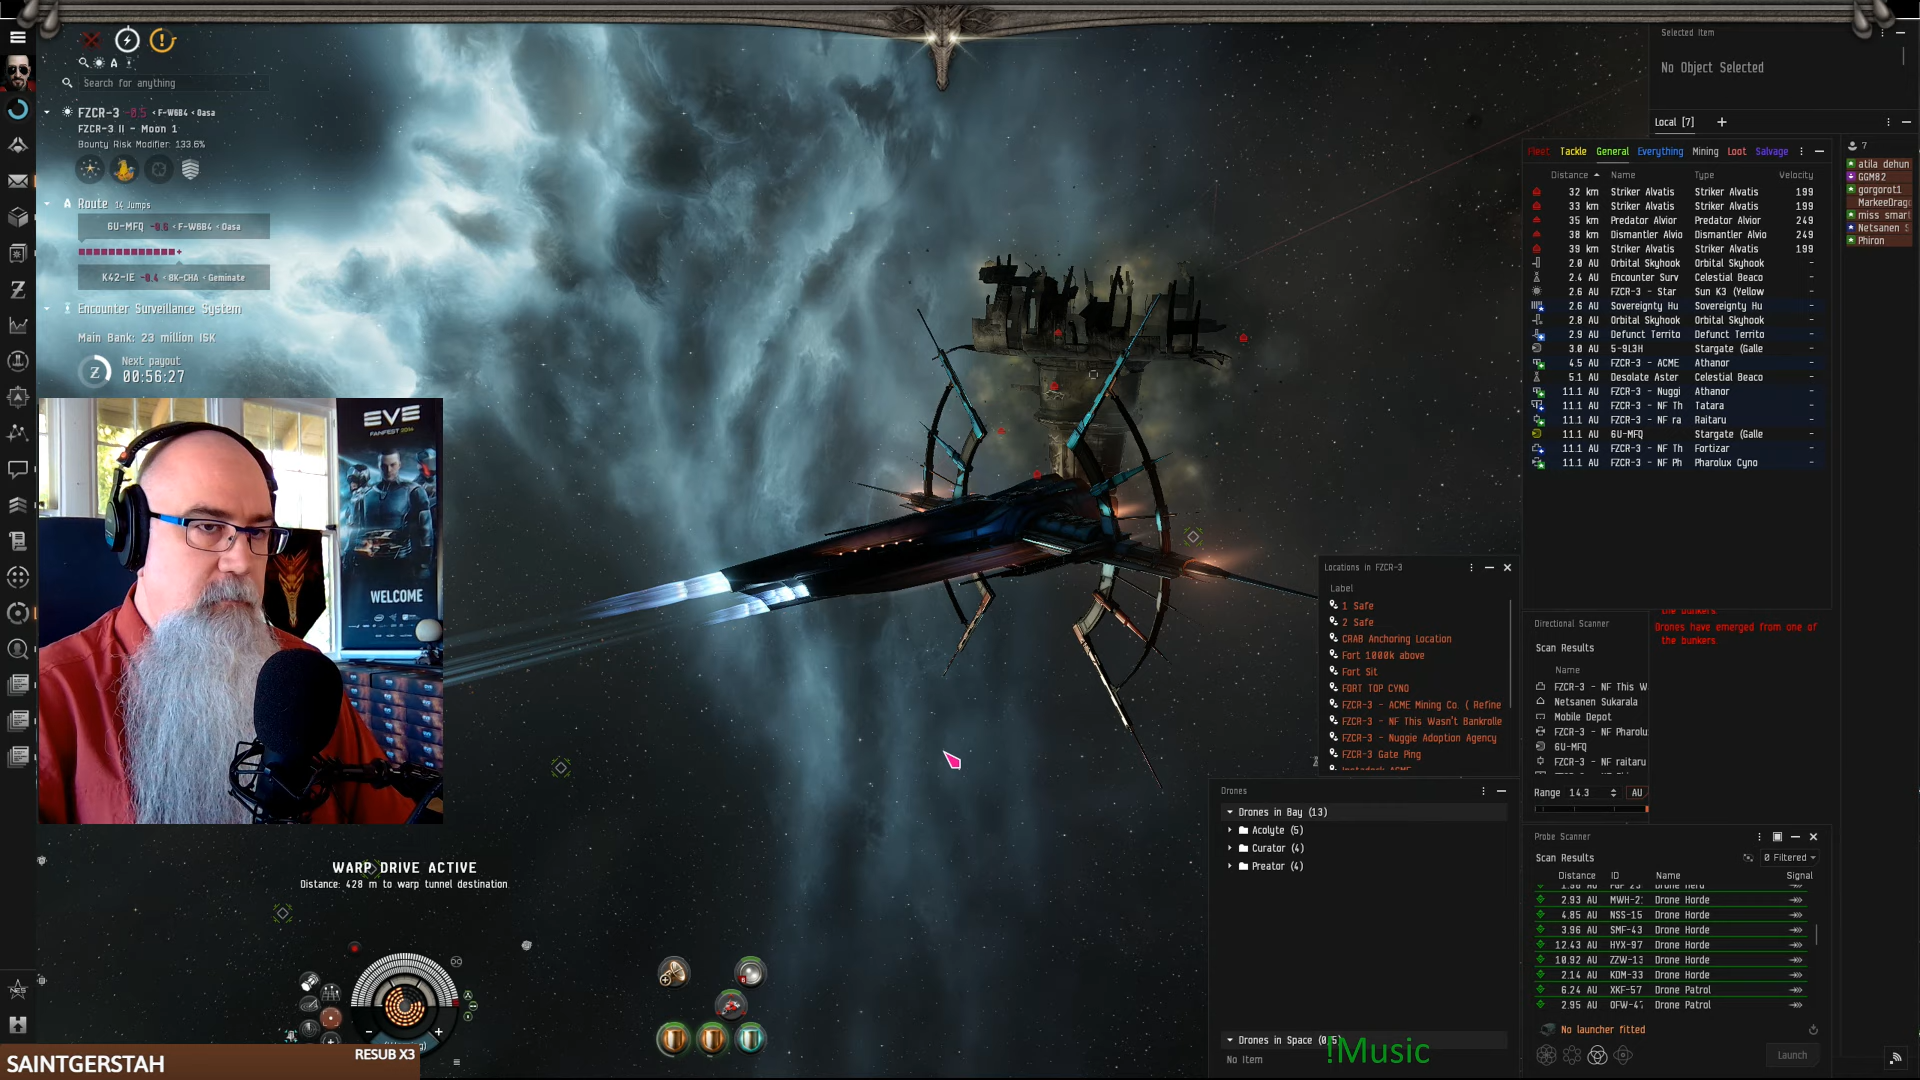 Search for anything
FZCR-3 -0.5 < F-W6B4 < Oasa
FZCR-3 II - Moon 1
Bounty Risk Modifier: 133.6%
Route 14 Jumps
6U-MFQ -0.6 < F-W6B4 < Oasa
K42-IE -0.4 < 8K-CHA < Geminate
Encounter Surveillance System
Main Bank: 23 million ISK
Next payout
00:56:27
EVE
FANFEST 2014
WELCOME
WARP DRIVE ACTIVE
Distance: 428 m to warp tunnel destination
SAINTGERSTAH
RESUB X3
Selected Item
No Object Selected
Local [7]
7
atila dehun
GGM82
gorgorot1
MarkeeDrag
miss smart
Netsanen S
Phiron
Fleet Tackle General Everything Mining Loot Salvage
Distance Name Type Velocity
32 km Striker Alvatis Striker Alvatis 199
33 km Striker Alvatis Striker Alvatis 199
35 km Predator Alvior Predator Alvior 249
38 km Dismantler Alvio Dismantler Alvio 249
39 km Striker Alvatis Striker Alvatis 199
2.0 AU Orbital Skyhook Orbital Skyhook -
2.4 AU Encounter Surv Celestial Beaco -
2.6 AU FZCR-3 - Star Sun K3 (Yellow -
2.6 AU Sovereignty Hu Sovereignty Hu -
2.8 AU Orbital Skyhook Orbital Skyhook -
2.9 AU Defunct Territo Defunct Territo -
3.0 AU 5-9L3H Stargate (Galle -
4.5 AU FZCR-3 - ACME Athanor -
5.1 AU Desolate Aster Celestial Beaco -
11.1 AU FZCR-3 - Nuggi Athanor -
11.1 AU FZCR-3 - NF Th Tatara -
11.1 AU FZCR-3 - NF ra Raitaru -
11.1 AU 6U-MFQ Stargate (Galle -
11.1 AU FZCR-3 - NF Th Fortizar -
11.1 AU FZCR-3 - NF Ph Pharolux Cyno -
Locations in FZCR-3
Label
1 Safe
2 Safe
CRAB Anchoring Location
Fort 1000k above
Fort Sit
FORT TOP CYNO
FZCR-3 - ACME Mining Co. ( Refine
FZCR-3 - NF This Wasn't Bankrolle
FZCR-3 - Nuggie Adoption Agency
FZCR-3 Gate Ping
the bunkers.
Drones have emerged from one of
the bunkers.
Directional Scanner
Scan Results
Name
FZCR-3 - NF This W
Netsanen Sukarala
Mobile Depot
FZCR-3 - NF Pharolu
6U-MFQ
FZCR-3 - NF raitaru
Range 14.3 AU
Drones
Drones in Bay (13)
Acolyte (5)
Curator (4)
Preator (4)
Drones in Space (0/5)
No Item
!Music
Probe Scanner
Scan Results
0 Filtered
Distance ID Name Signal
2.93 AU MWH-2 Drone Horde
4.85 AU NSS-15 Drone Horde
3.96 AU SMF-43 Drone Horde
12.43 AU HYX-97 Drone Horde
10.92 AU ZZW-13 Drone Horde
2.14 AU KDM-33 Drone Horde
6.24 AU XKF-57 Drone Patrol
2.95 AU OFW-47 Drone Patrol
No launcher fitted
Launch